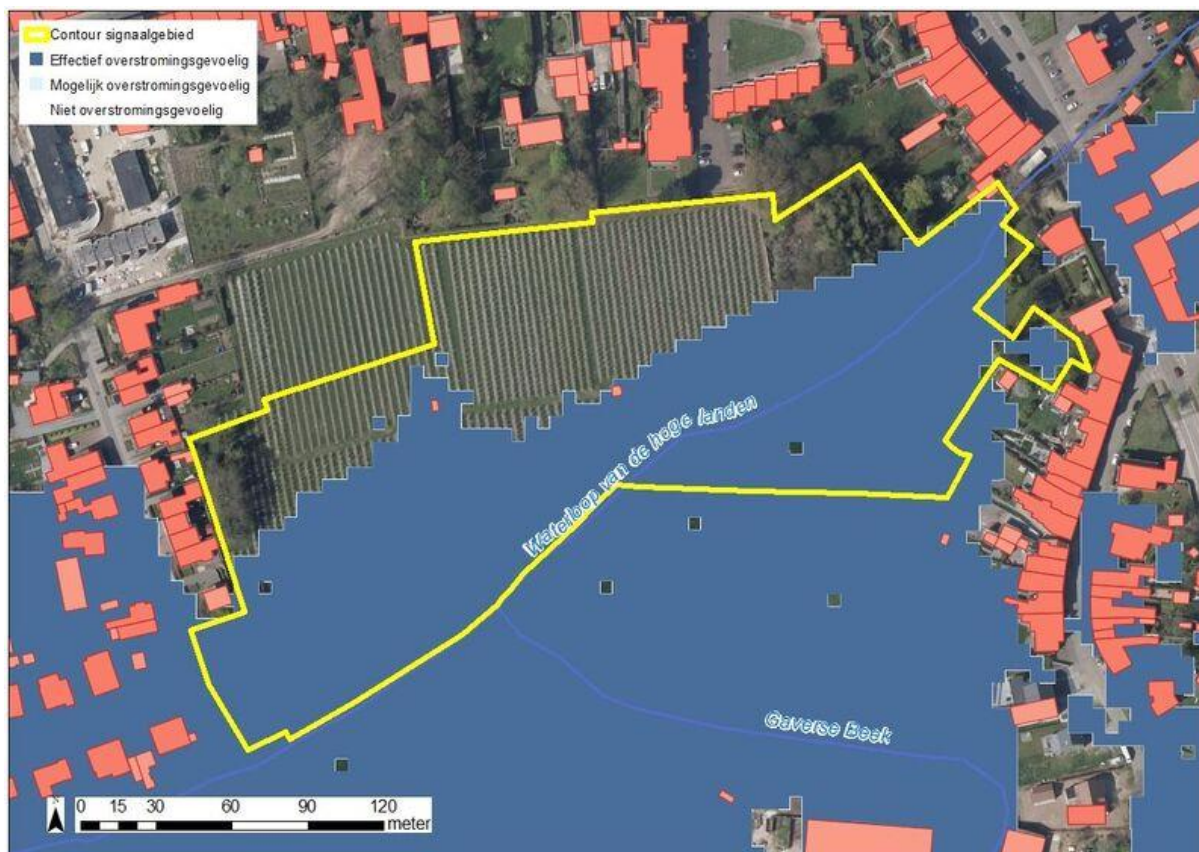 Contour signaalgebied
Effectief overstromingsgevoelig
Mogelijk overstromingsgevoelig
Niet overstromingsgevoelig
Waterloop van de hoge landen
Gaverse Beek
N
0 15 30 60 90 120
meter